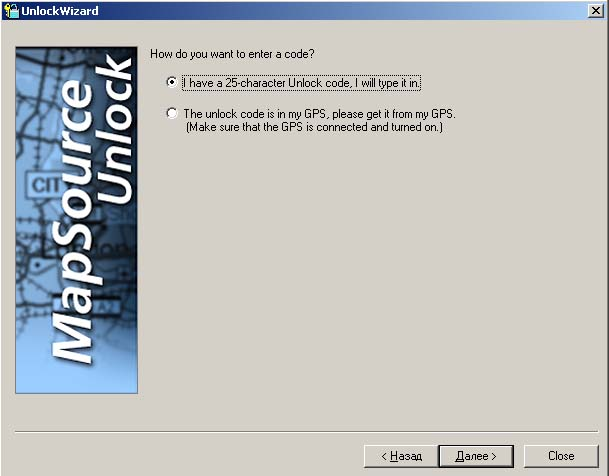 UnlockWizard
How do you want to enter a code?
I have a 25-character Unlock code, I will type it in.
The unlock code is in my GPS, please get it from my GPS.
(Make sure that the GPS is connected and turned on.)
MapSource
Unlock
CIT
< Назад
Далее >
Close